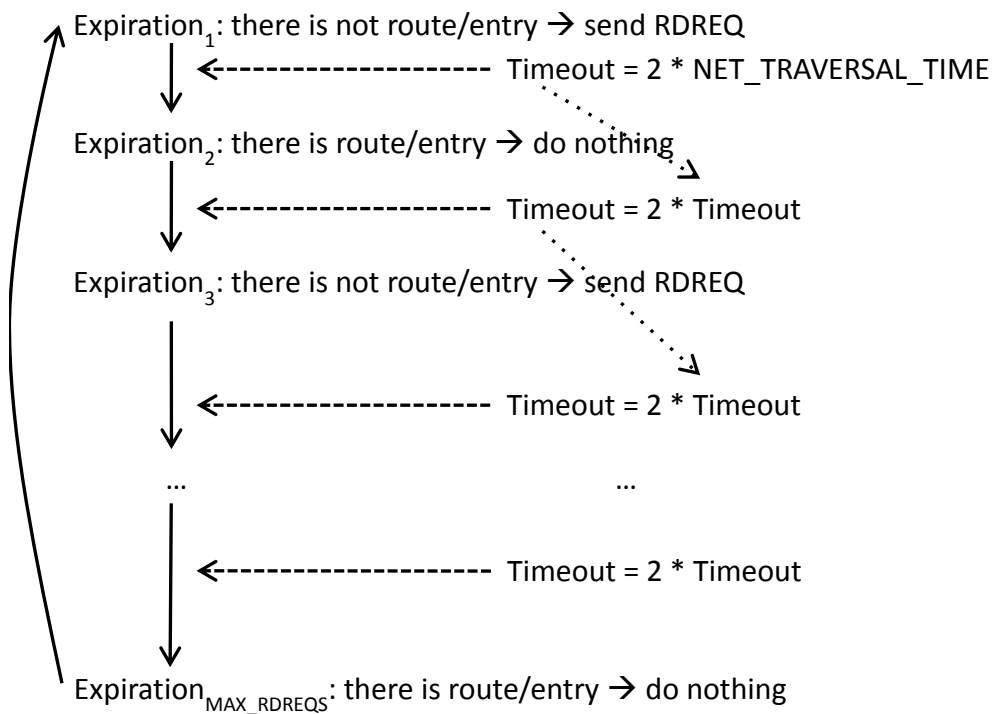 Expiration₁: there is not route/entry → send RDREQ
Timeout = 2 * NET_TRAVERSAL_TIME
Expiration₂: there is route/entry → do nothing
Timeout = 2 * Timeout
Expiration₃: there is not route/entry → send RDREQ
Timeout = 2 * Timeout
... ...
Timeout = 2 * Timeout
Expiration_MAX_RDREQS: there is route/entry → do nothing